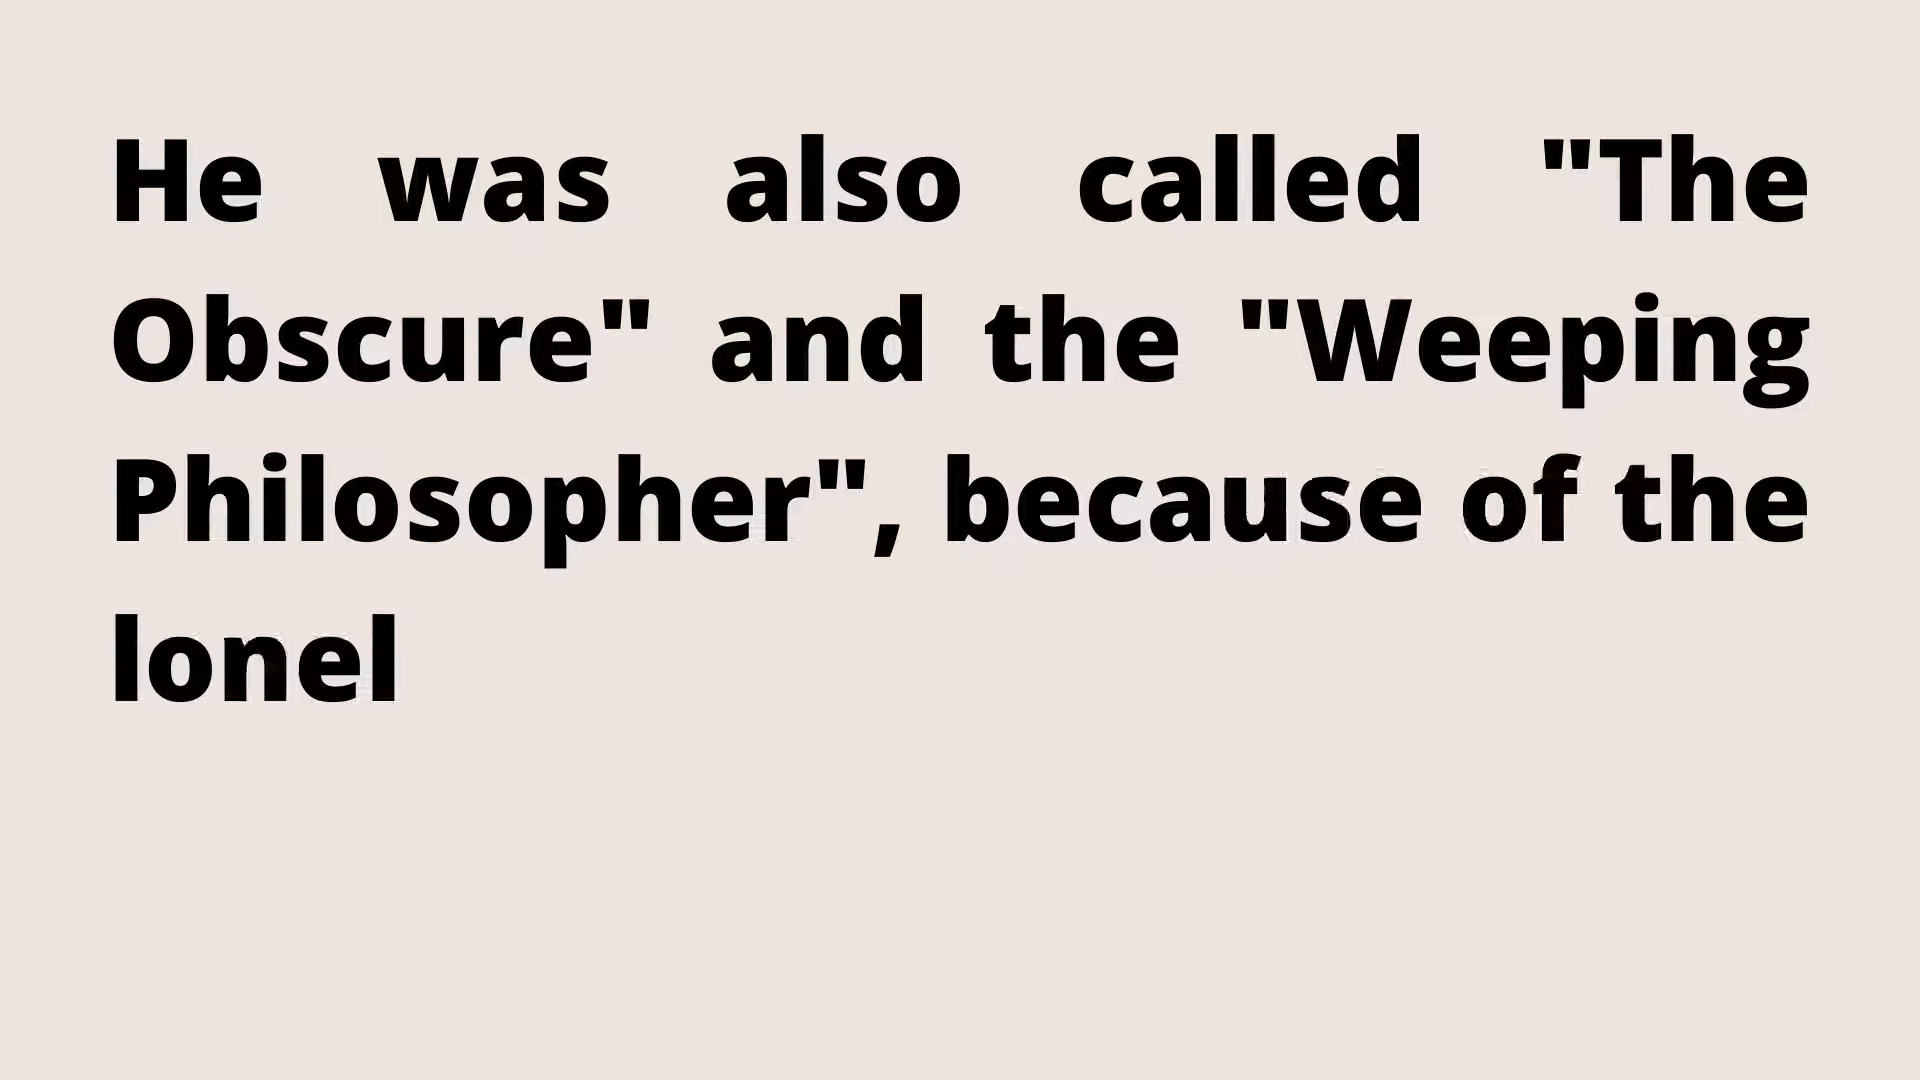 He was also called "The
Obscure" and the "Weeping
Philosopher", because of the
lonel